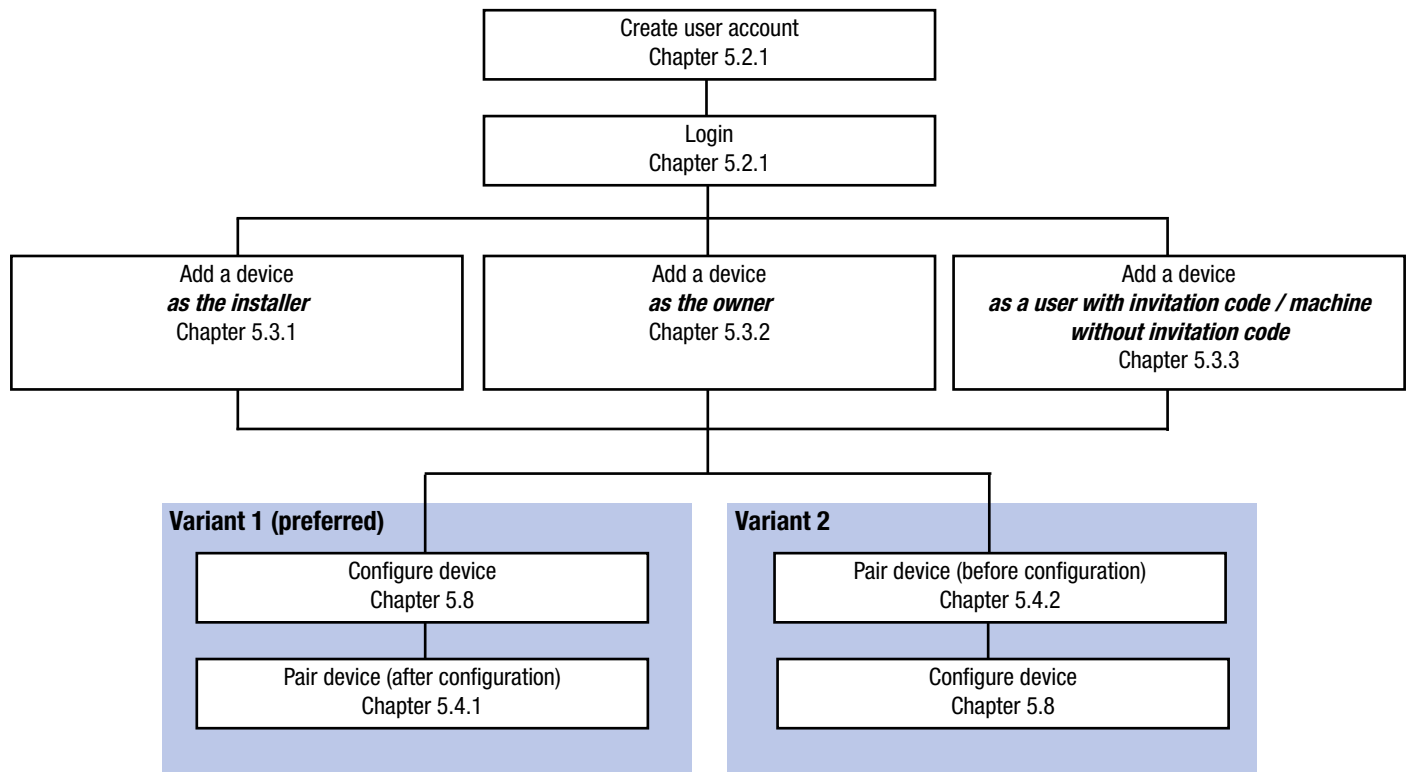 Create user account
Chapter 5.2.1
Login
Chapter 5.2.1
Add a device
as the installer
Chapter 5.3.1
Add a device
as the owner
Chapter 5.3.2
Add a device
as a user with invitation code / machine
without invitation code
Chapter 5.3.3
Variant 1 (preferred)
Configure device
Chapter 5.8
Pair device (after configuration)
Chapter 5.4.1
Variant 2
Pair device (before configuration)
Chapter 5.4.2
Configure device
Chapter 5.8